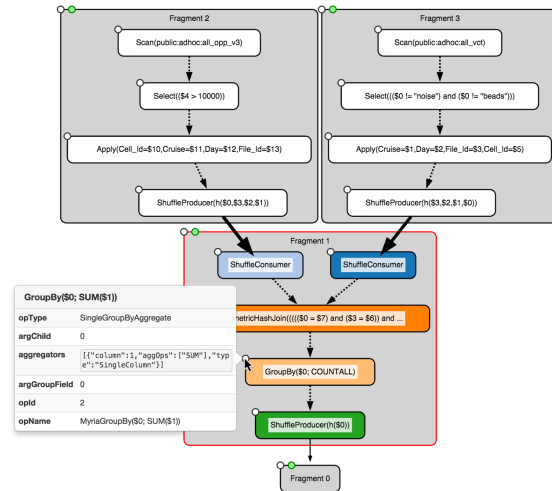 Fragment 2
Scan(public:adhoc:all_opp_v3)
Select(($4 > 10000))
Apply(Cell_Id=$10,Cruise=$11,Day=$12,File_Id=$13)
ShuffleProducer(h($0,$3,$2,$1))
Fragment 3
Scan(public:adhoc:all_vct)
Select((($0 != "noise") and ($0 != "beads")))
Apply(Cruise=$1,Day=$2,File_Id=$3,Cell_Id=$5)
ShuffleProducer(h($3,$2,$1,$0))
Fragment 1
ShuffleConsumer
ShuffleConsumer
metricHashJoin((((($0 = $7) and ($3 = $6)) and ...
GroupBy($0; COUNTALL)
ShuffleProducer(h($0))
Fragment 0
GroupBy($0; SUM($1))
opType SingleGroupByAggregate
argChild 0
aggregators [{"column":1,"aggOps":["SUM"],"typ
e":"SingleColumn"}]
argGroupField 0
opId 2
opName MyriaGroupBy($0; SUM($1))